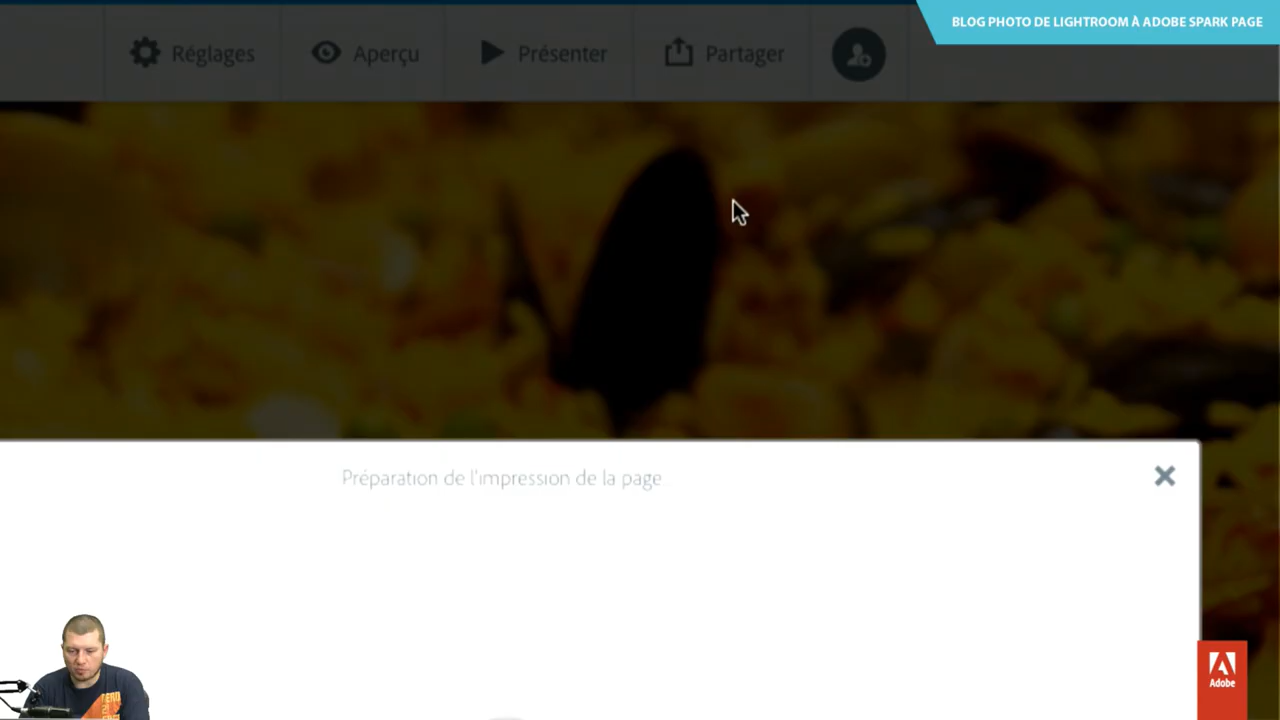 BLOG PHOTO DE LIGHTROOM À ADOBE SPARK PAGE
Réglages
Aperçu
Présenter
Partager
Préparation de l'impression de la page
Adobe